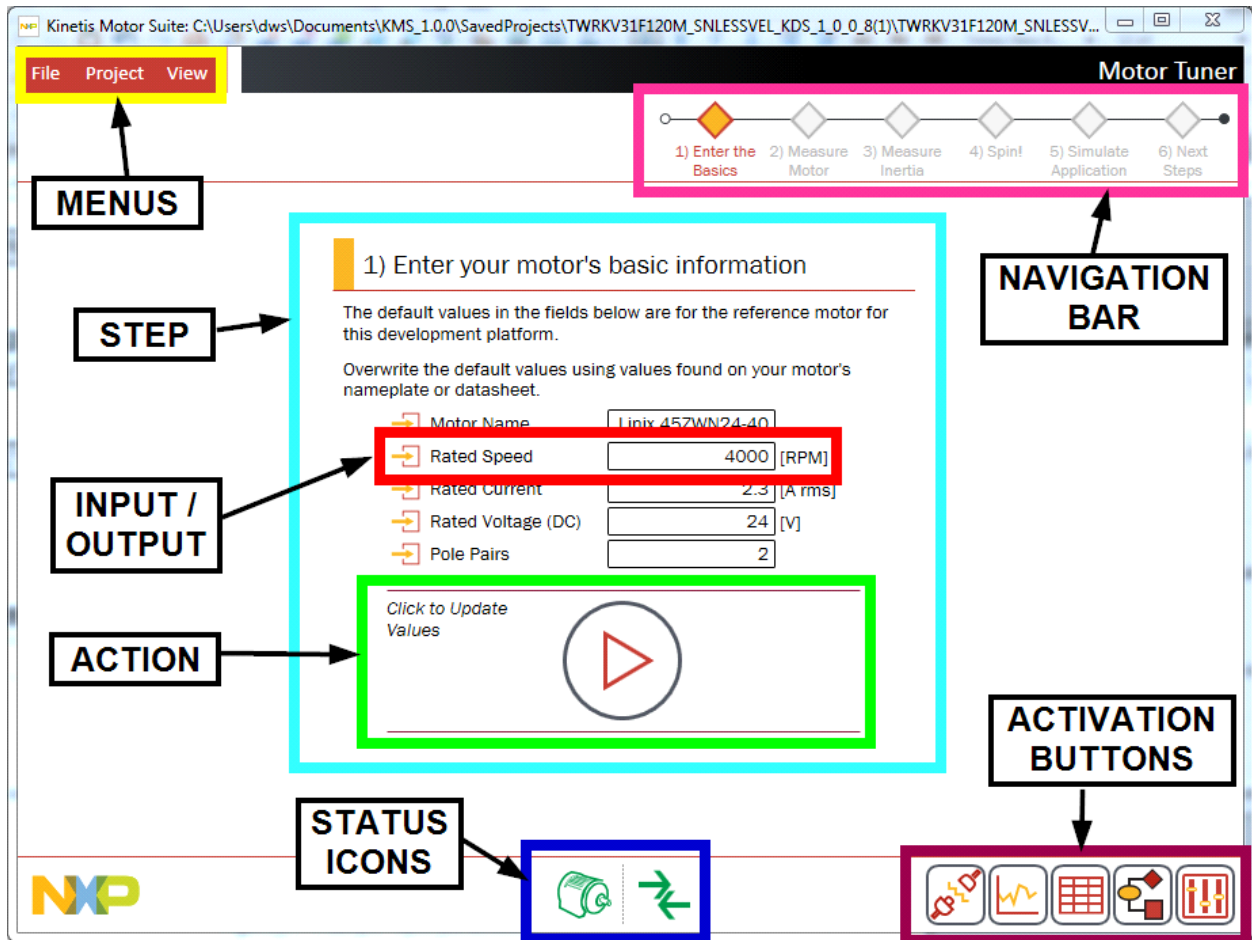 Kinetis Motor Suite: C:\Users\dws\Documents\KMS_1.0.0\SavedProjects\TWRKV31F120M_SNLESSVEL_KDS_1_0_0_8(1)\TWRKV31F120M_SNLESSV...
File Project View
Motor Tuner
1) Enter the Basics
2) Measure Motor
3) Measure Inertia
4) Spin!
5) Simulate Application
6) Next Steps
MENUS
NAVIGATION
BAR
1) Enter your motor's basic information
STEP
The default values in the fields below are for the reference motor for
this development platform.
Overwrite the default values using values found on your motor's
nameplate or datasheet.
Motor Name Linix 45ZWN24-40
Rated Speed 4000 [RPM]
Rated Current 2.3 [A rms]
Rated Voltage (DC) 24 [V]
Pole Pairs 2
INPUT /
OUTPUT
Click to Update
Values
ACTION
ACTIVATION
BUTTONS
STATUS
ICONS
NXP